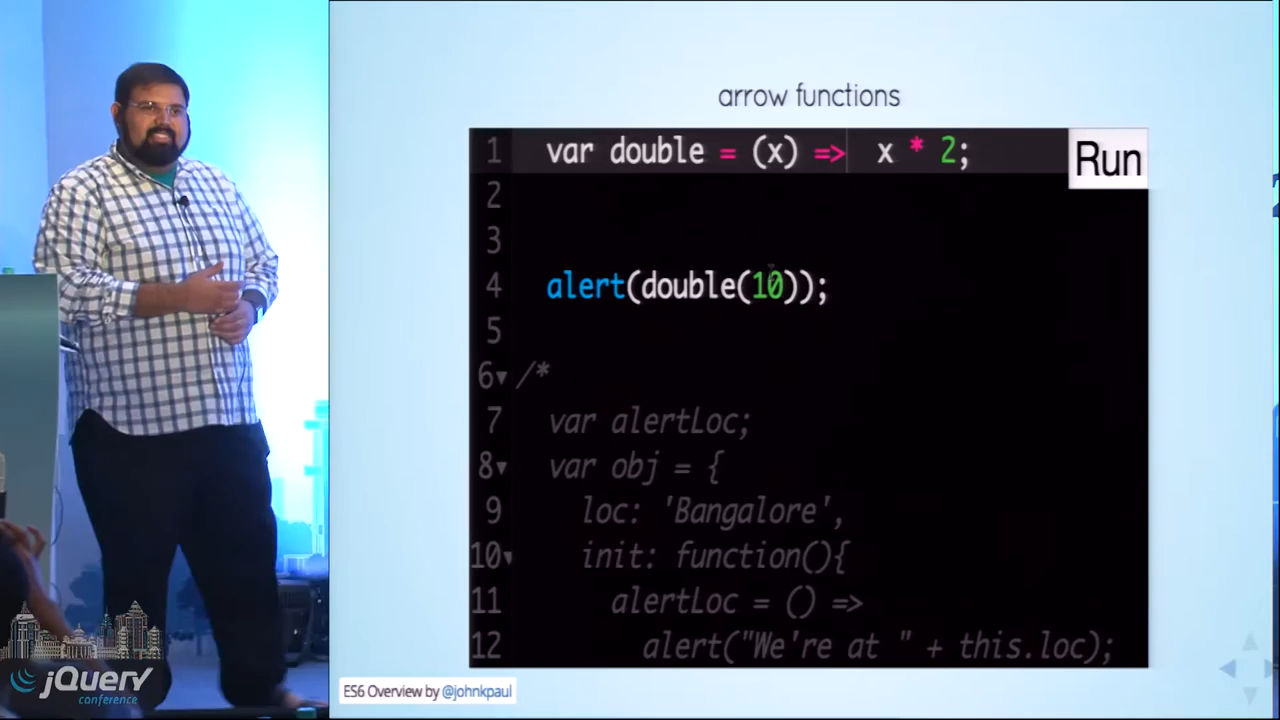 arrow functions
1 var double = (x) => x * 2;
Run
2
3
4 alert(double(10));
5
6 /*
7 var alertLoc;
8 var obj = {
9 loc: 'Bangalore',
10 init: function(){
11 alertLoc = () =>
12 alert("We're at " + this.loc);
ES6 Overview by @johnkpaul
jQuery
conference